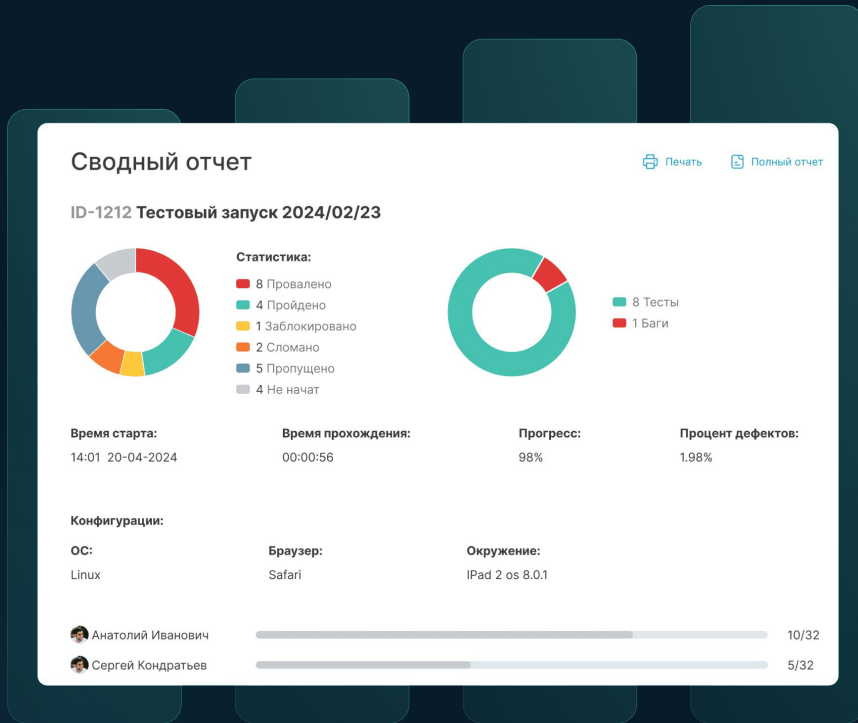 Сводный отчет
Печать
Полный отчет
ID-1212 Тестовый запуск 2024/02/23
Статистика:
8 Провалено
4 Пройдено
1 Заблокировано
2 Сломано
5 Пропущено
4 Не начат
8 Тесты
1 Баги
Время старта: Время прохождения: Прогресс: Процент дефектов:
14:01 20-04-2024 00:00:56 98% 1.98%
Конфигурации:
ОС: Браузер: Окружение:
Linux Safari IPad 2 os 8.0.1
Анатолий Иванович 10/32
Сергей Кондратьев 5/32